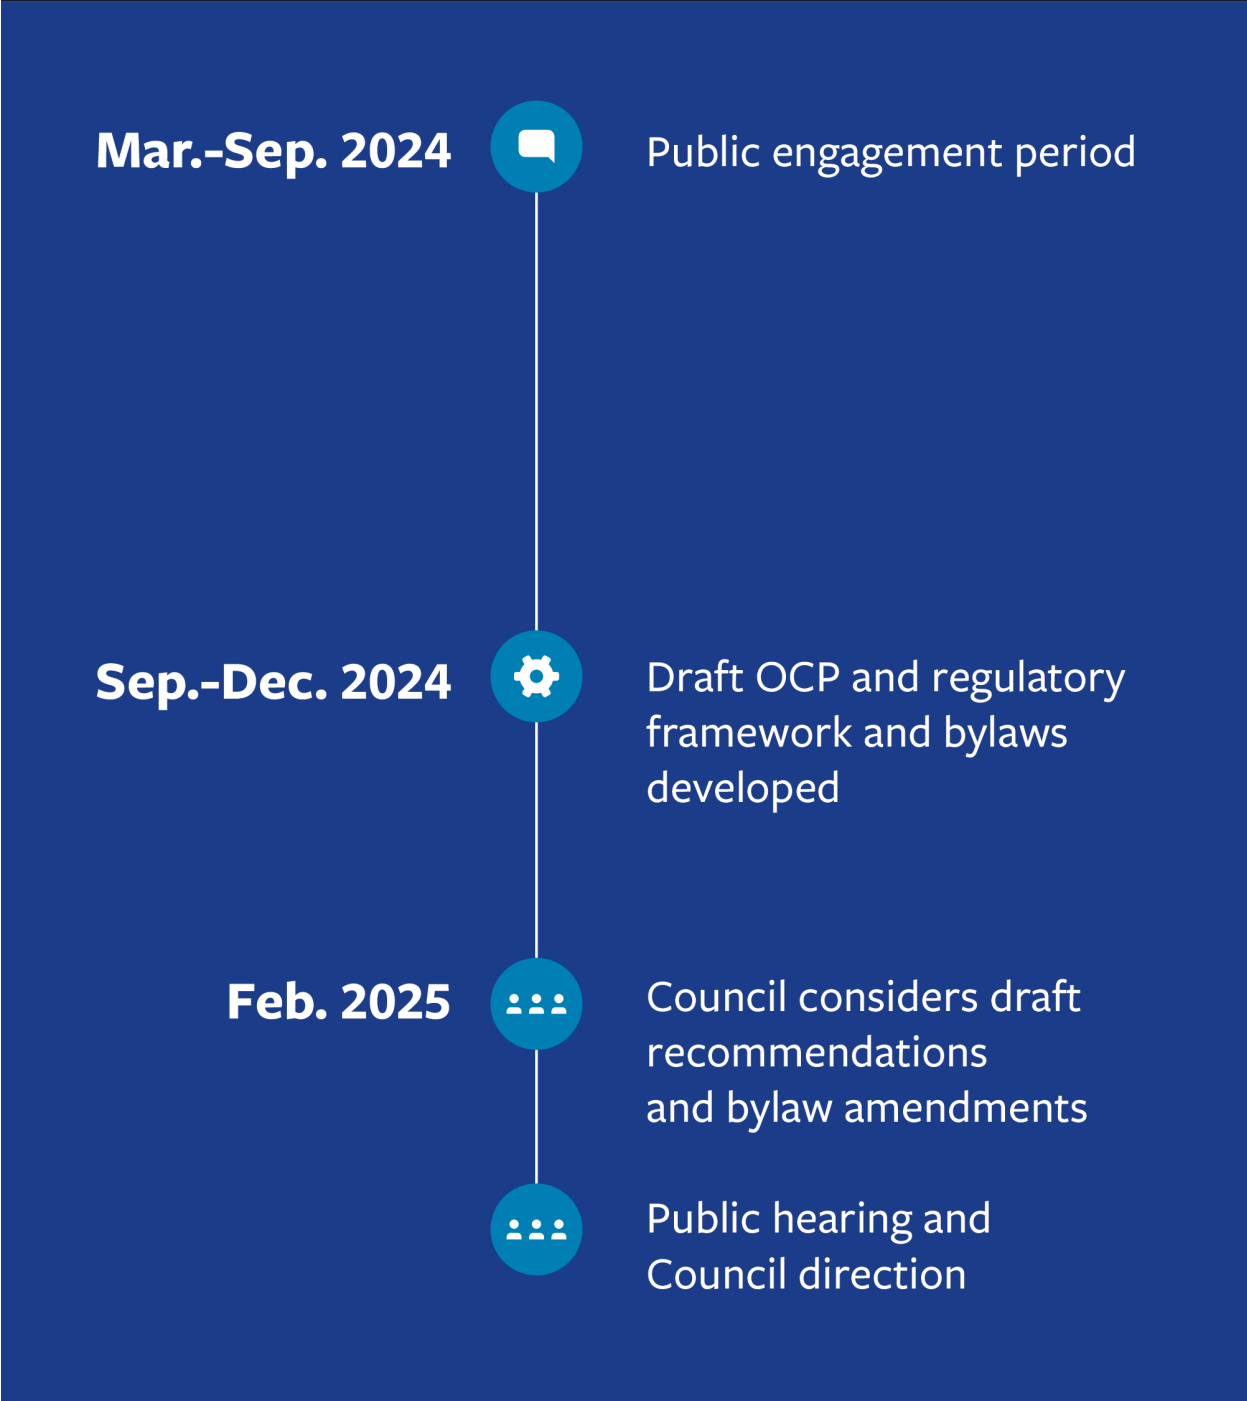 Mar.-Sep. 2024
Public engagement period
Sep.-Dec. 2024
Draft OCP and regulatory
framework and bylaws
developed
Feb. 2025
Council considers draft
recommendations
and bylaw amendments
Public hearing and
Council direction